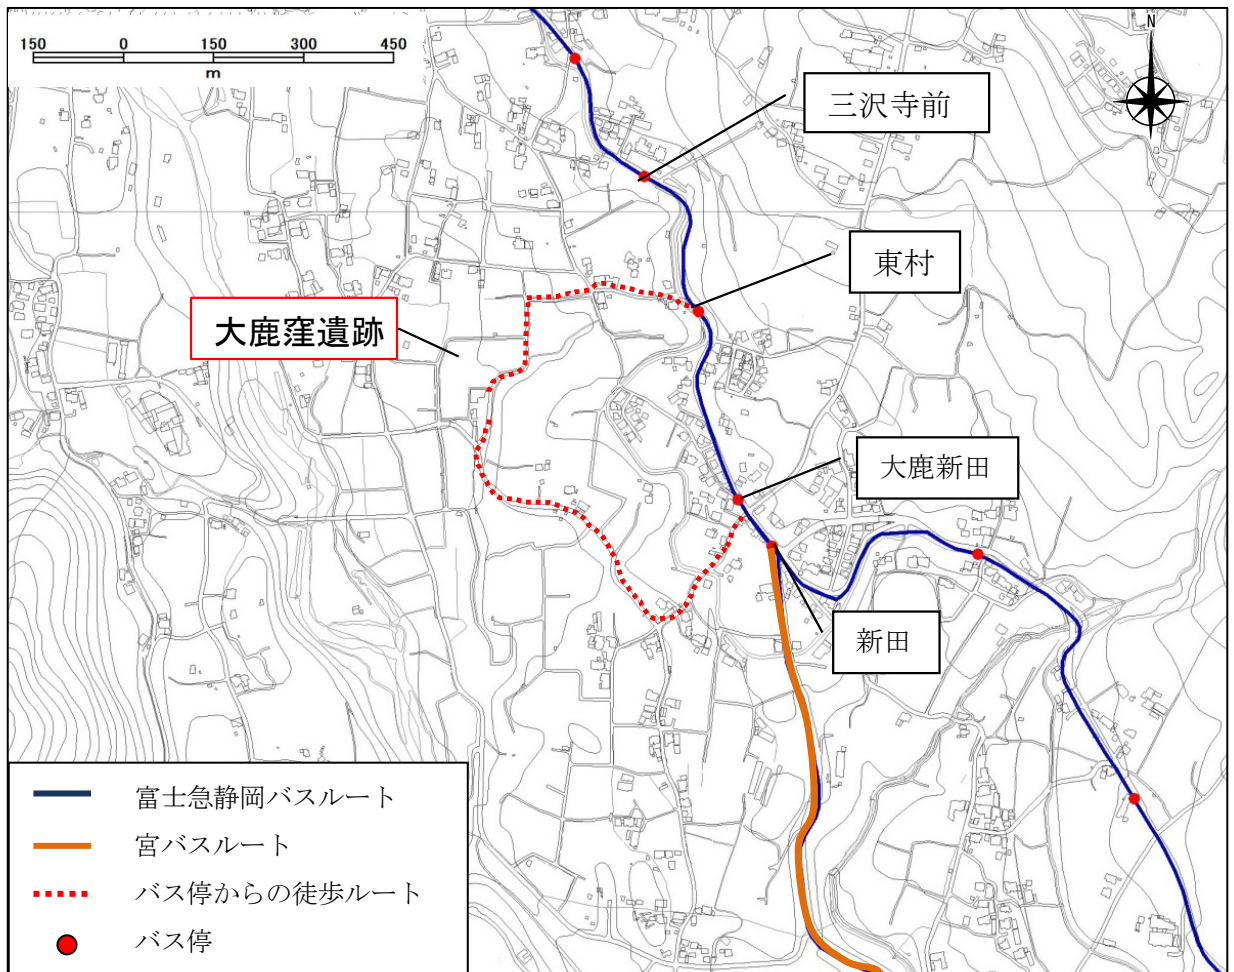 150 0 150 300 450
m
N
三沢寺前
東村
大鹿窪遺跡
大鹿新田
新田
富士急静岡バスルート
宮バスルート
バス停からの徒歩ルート
バス停